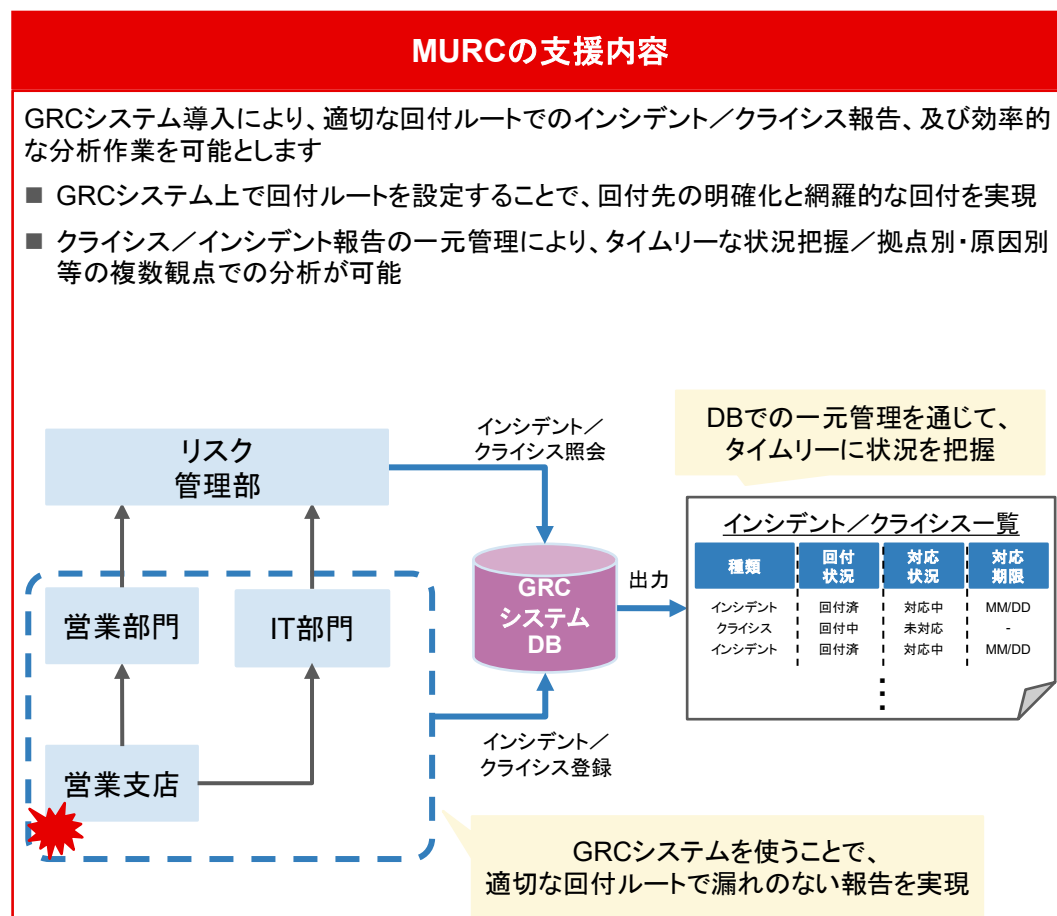 MURCの支援内容
GRCシステム導入により、適切な回付ルートでのインシデント／クライシス報告、及び効率的
な分析作業を可能とします
■ GRCシステム上で回付ルートを設定することで、回付先の明確化と網羅的な回付を実現
■ クライシス／インシデント報告の一元管理により、タイムリーな状況把握／拠点別・原因別
等の複数観点での分析が可能
リスク
管理部
営業部門
IT部門
営業支店
インシデント／
クライシス照会
GRC
システム
DB
インシデント／
クライシス登録
出力
DBでの一元管理を通じて、
タイムリーに状況を把握
インシデント／クライシス一覧
種類 回付状況 対応状況 対応期限
インシデント 回付済 対応中 MM/DD
クライシス 回付中 未対応 -
インシデント 回付済 対応中 MM/DD
⋮
GRCシステムを使うことで、
適切な回付ルートで漏れのない報告を実現